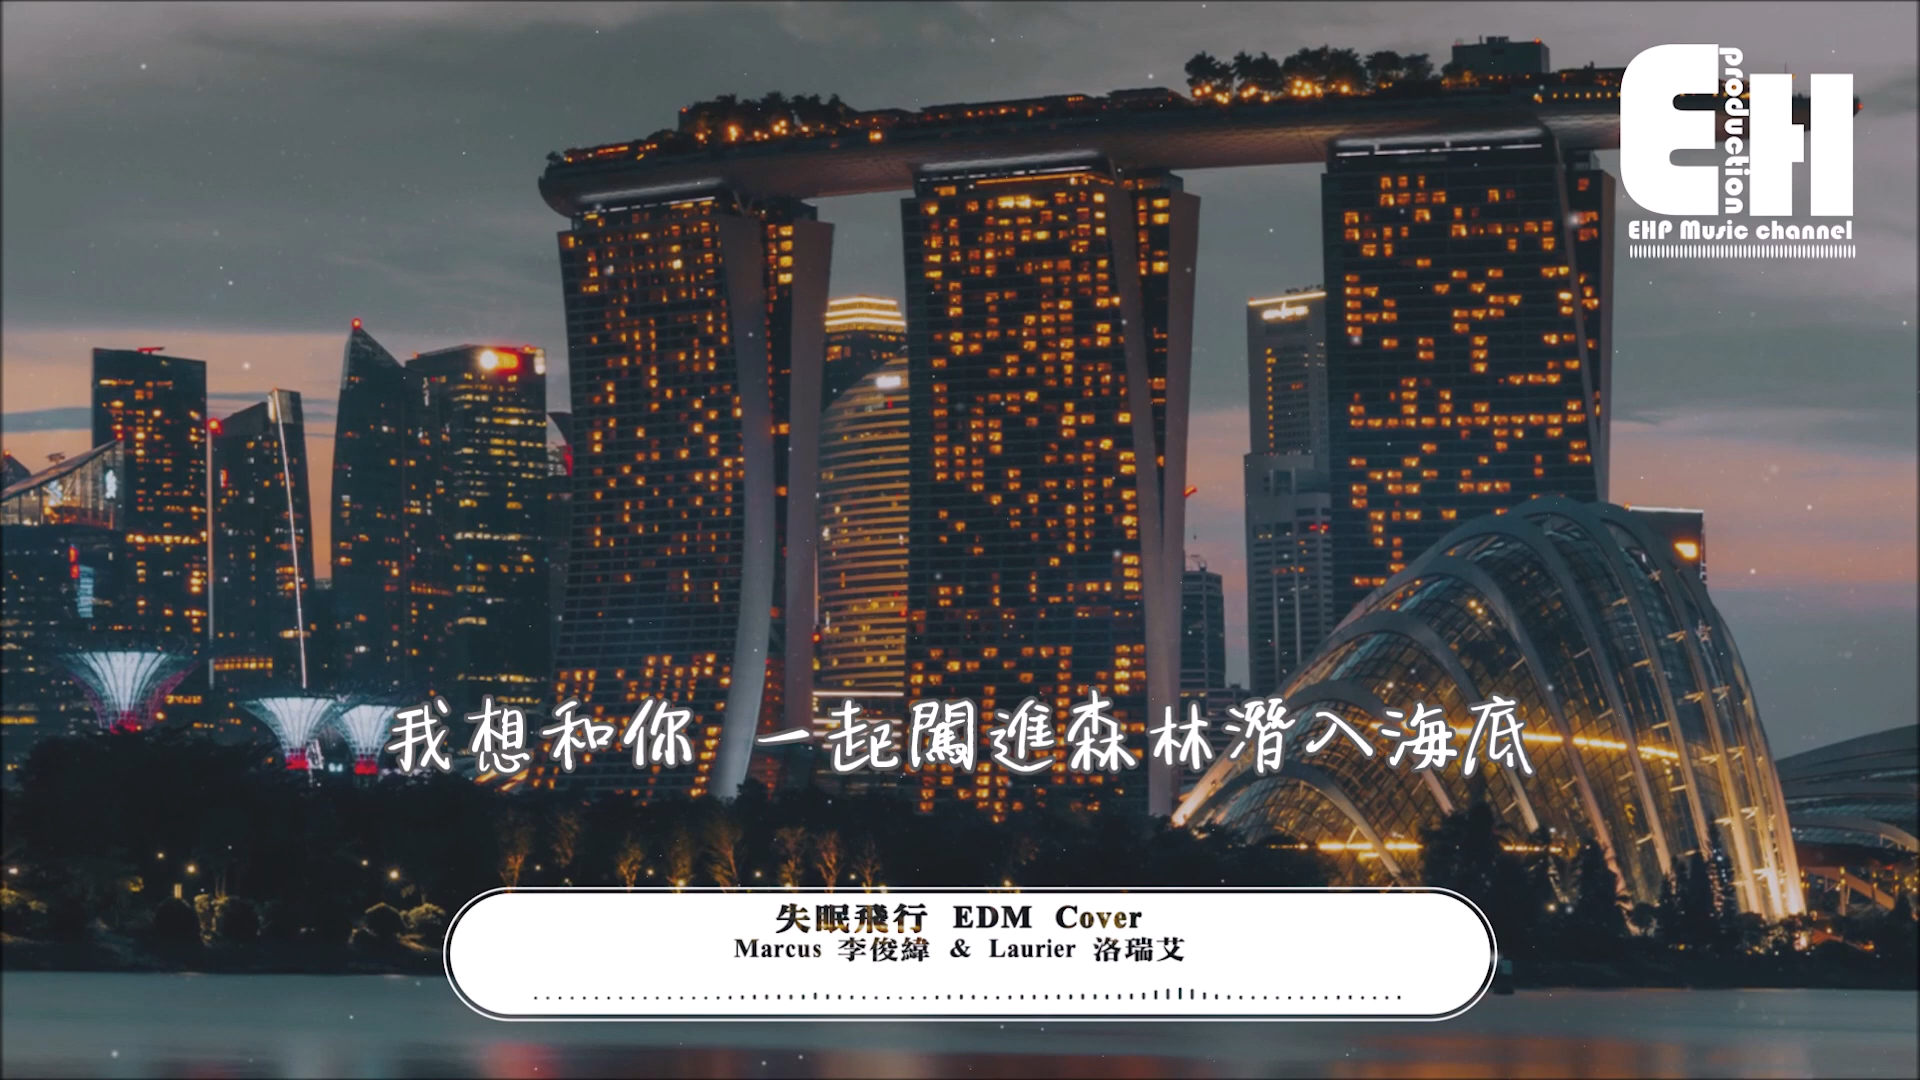 production
EH
EHP Music channel
我想和你 一起闖進森林潛入海底
失眠飛行 EDM Cover
Marcus 李俊緯 & Laurier 洛瑞艾